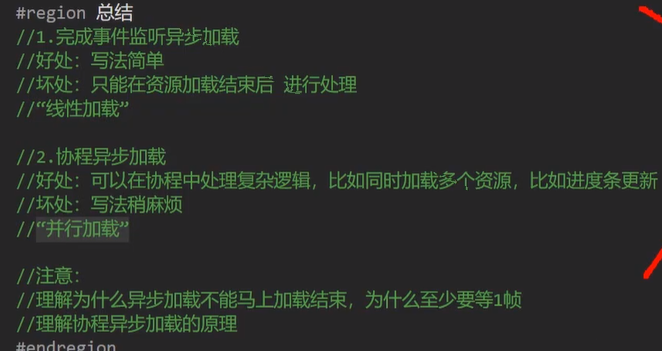 #region 总结
//1.完成事件监听异步加载
//好处：写法简单
//坏处：只能在资源加载结束后 进行处理
//“线性加载”
//2.协程异步加载
//好处：可以在协程中处理复杂逻辑，比如同时加载多个资源，比如进度条更新
//坏处：写法稍麻烦
//“并行加载”
//注意：
//理解为什么异步加载不能马上加载结束，为什么至少要等1帧
//理解协程异步加载的原理
#endregion